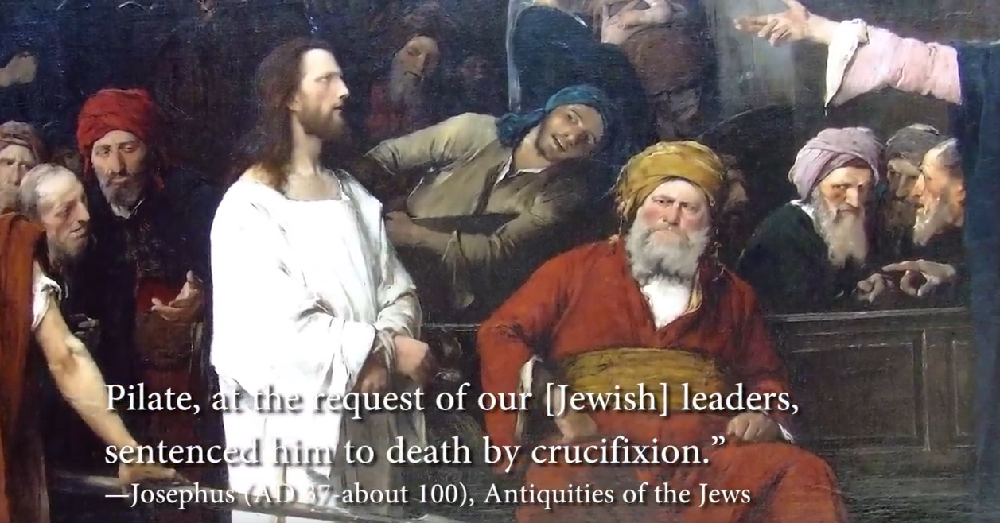 Pilate, at the request of our [Jewish] leaders,
sentenced him to death by crucifixion.”
—Josephus (AD 37-about 100), Antiquities of the Jews